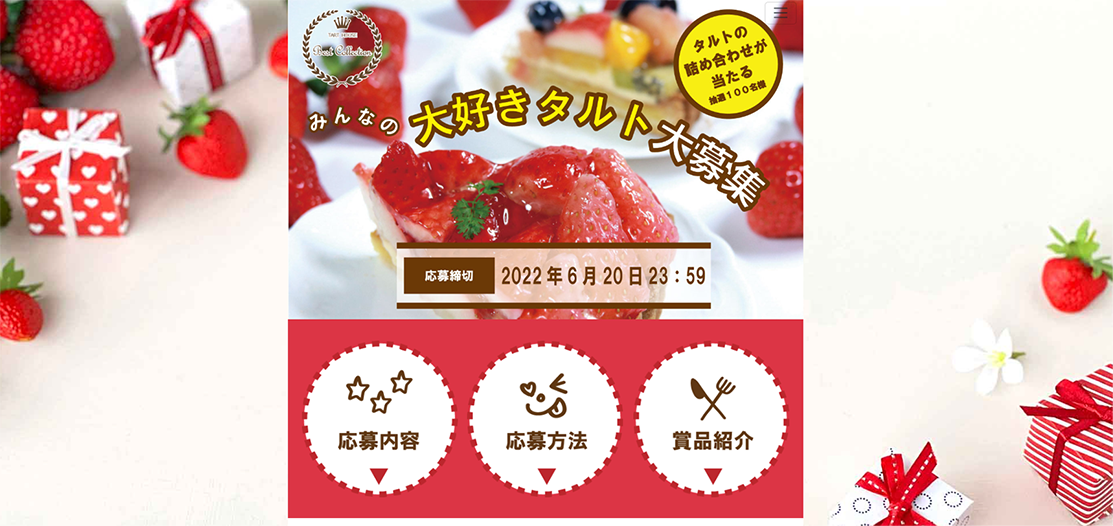 TART HOUSE
Best Collection
タルトの
詰め合わせが
当たる
抽選100名様
みんなの 大好きタルト大募集
応募締切 2022年6月20日23：59
応募内容
応募方法
賞品紹介